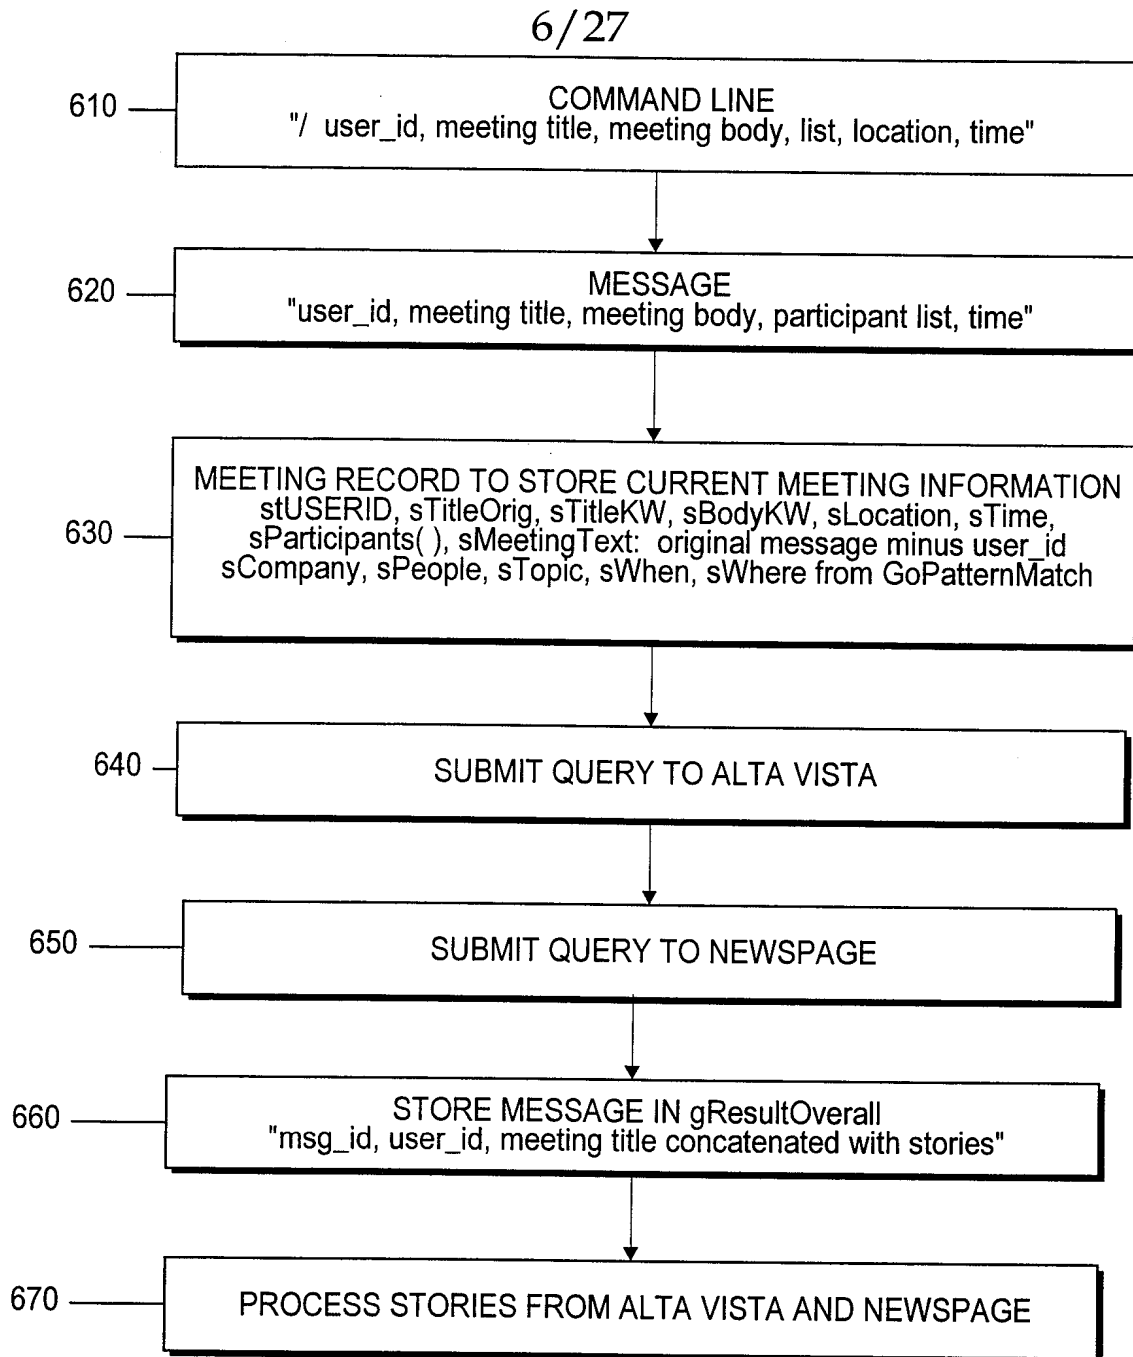 6/27
610
COMMAND LINE
"/ user_id, meeting title, meeting body, list, location, time"
620
MESSAGE
"user_id, meeting title, meeting body, participant list, time"
630
MEETING RECORD TO STORE CURRENT MEETING INFORMATION
stUSERID, sTitleOrig, sTitleKW, sBodyKW, sLocation, sTime,
sParticipants( ), sMeetingText: original message minus user_id
sCompany, sPeople, sTopic, sWhen, sWhere from GoPatternMatch
640
SUBMIT QUERY TO ALTA VISTA
650
SUBMIT QUERY TO NEWSPAGE
660
STORE MESSAGE IN gResultOverall
"msg_id, user_id, meeting title concatenated with stories"
670
PROCESS STORIES FROM ALTA VISTA AND NEWSPAGE